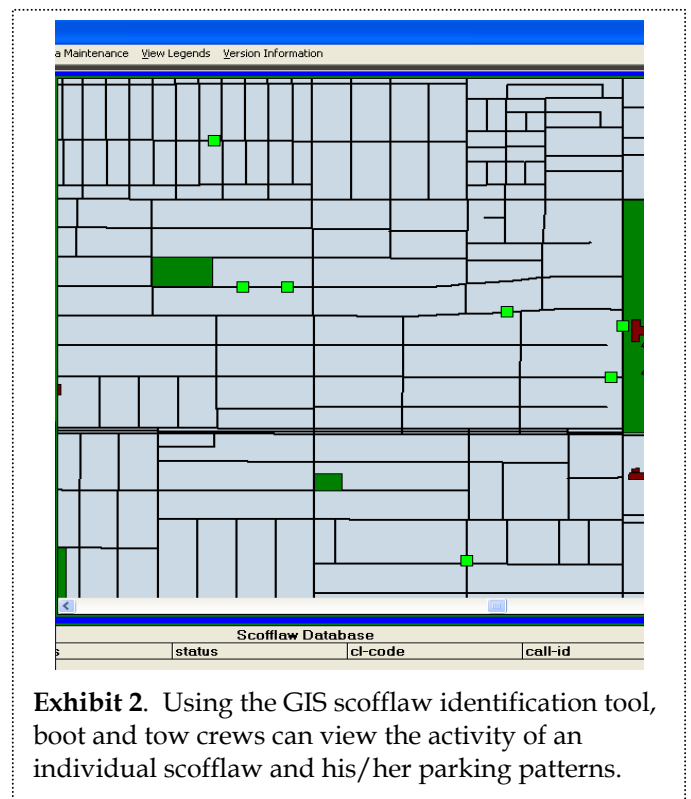 a Maintenance View Legends Version Information
Scofflaw Database
s status cl-code call-id
Exhibit 2. Using the GIS scofflaw identification tool,
boot and tow crews can view the activity of an
individual scofflaw and his/her parking patterns.